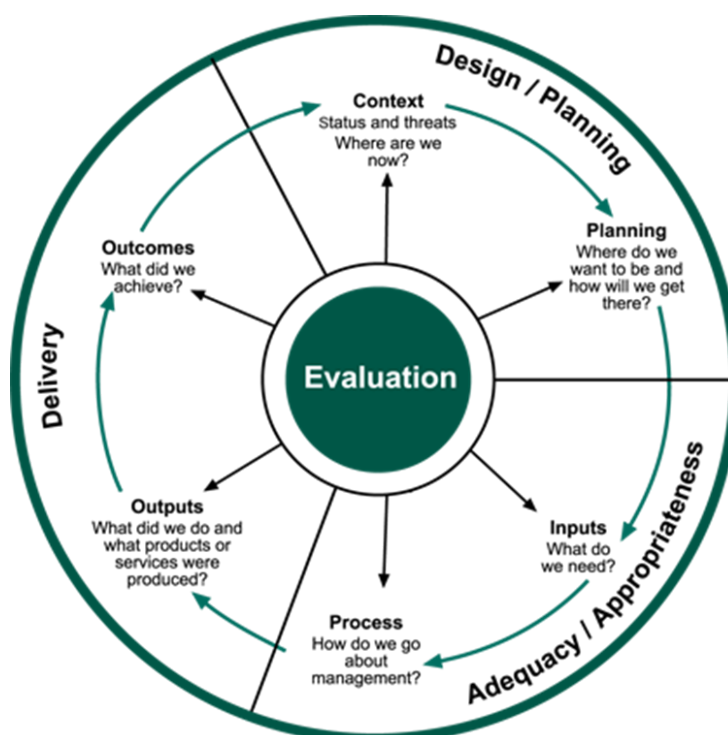 Design / Planning
Context
Status and threats
Where are we
now?
Planning
Where do we
want to be and
how will we get
there?
Outcomes
What did we
achieve?
Evaluation
Delivery
Outputs
What did we do and
what products or
services were
produced?
Inputs
What do
we need?
Process
How do we go
about
management?
Adequacy / Appropriateness